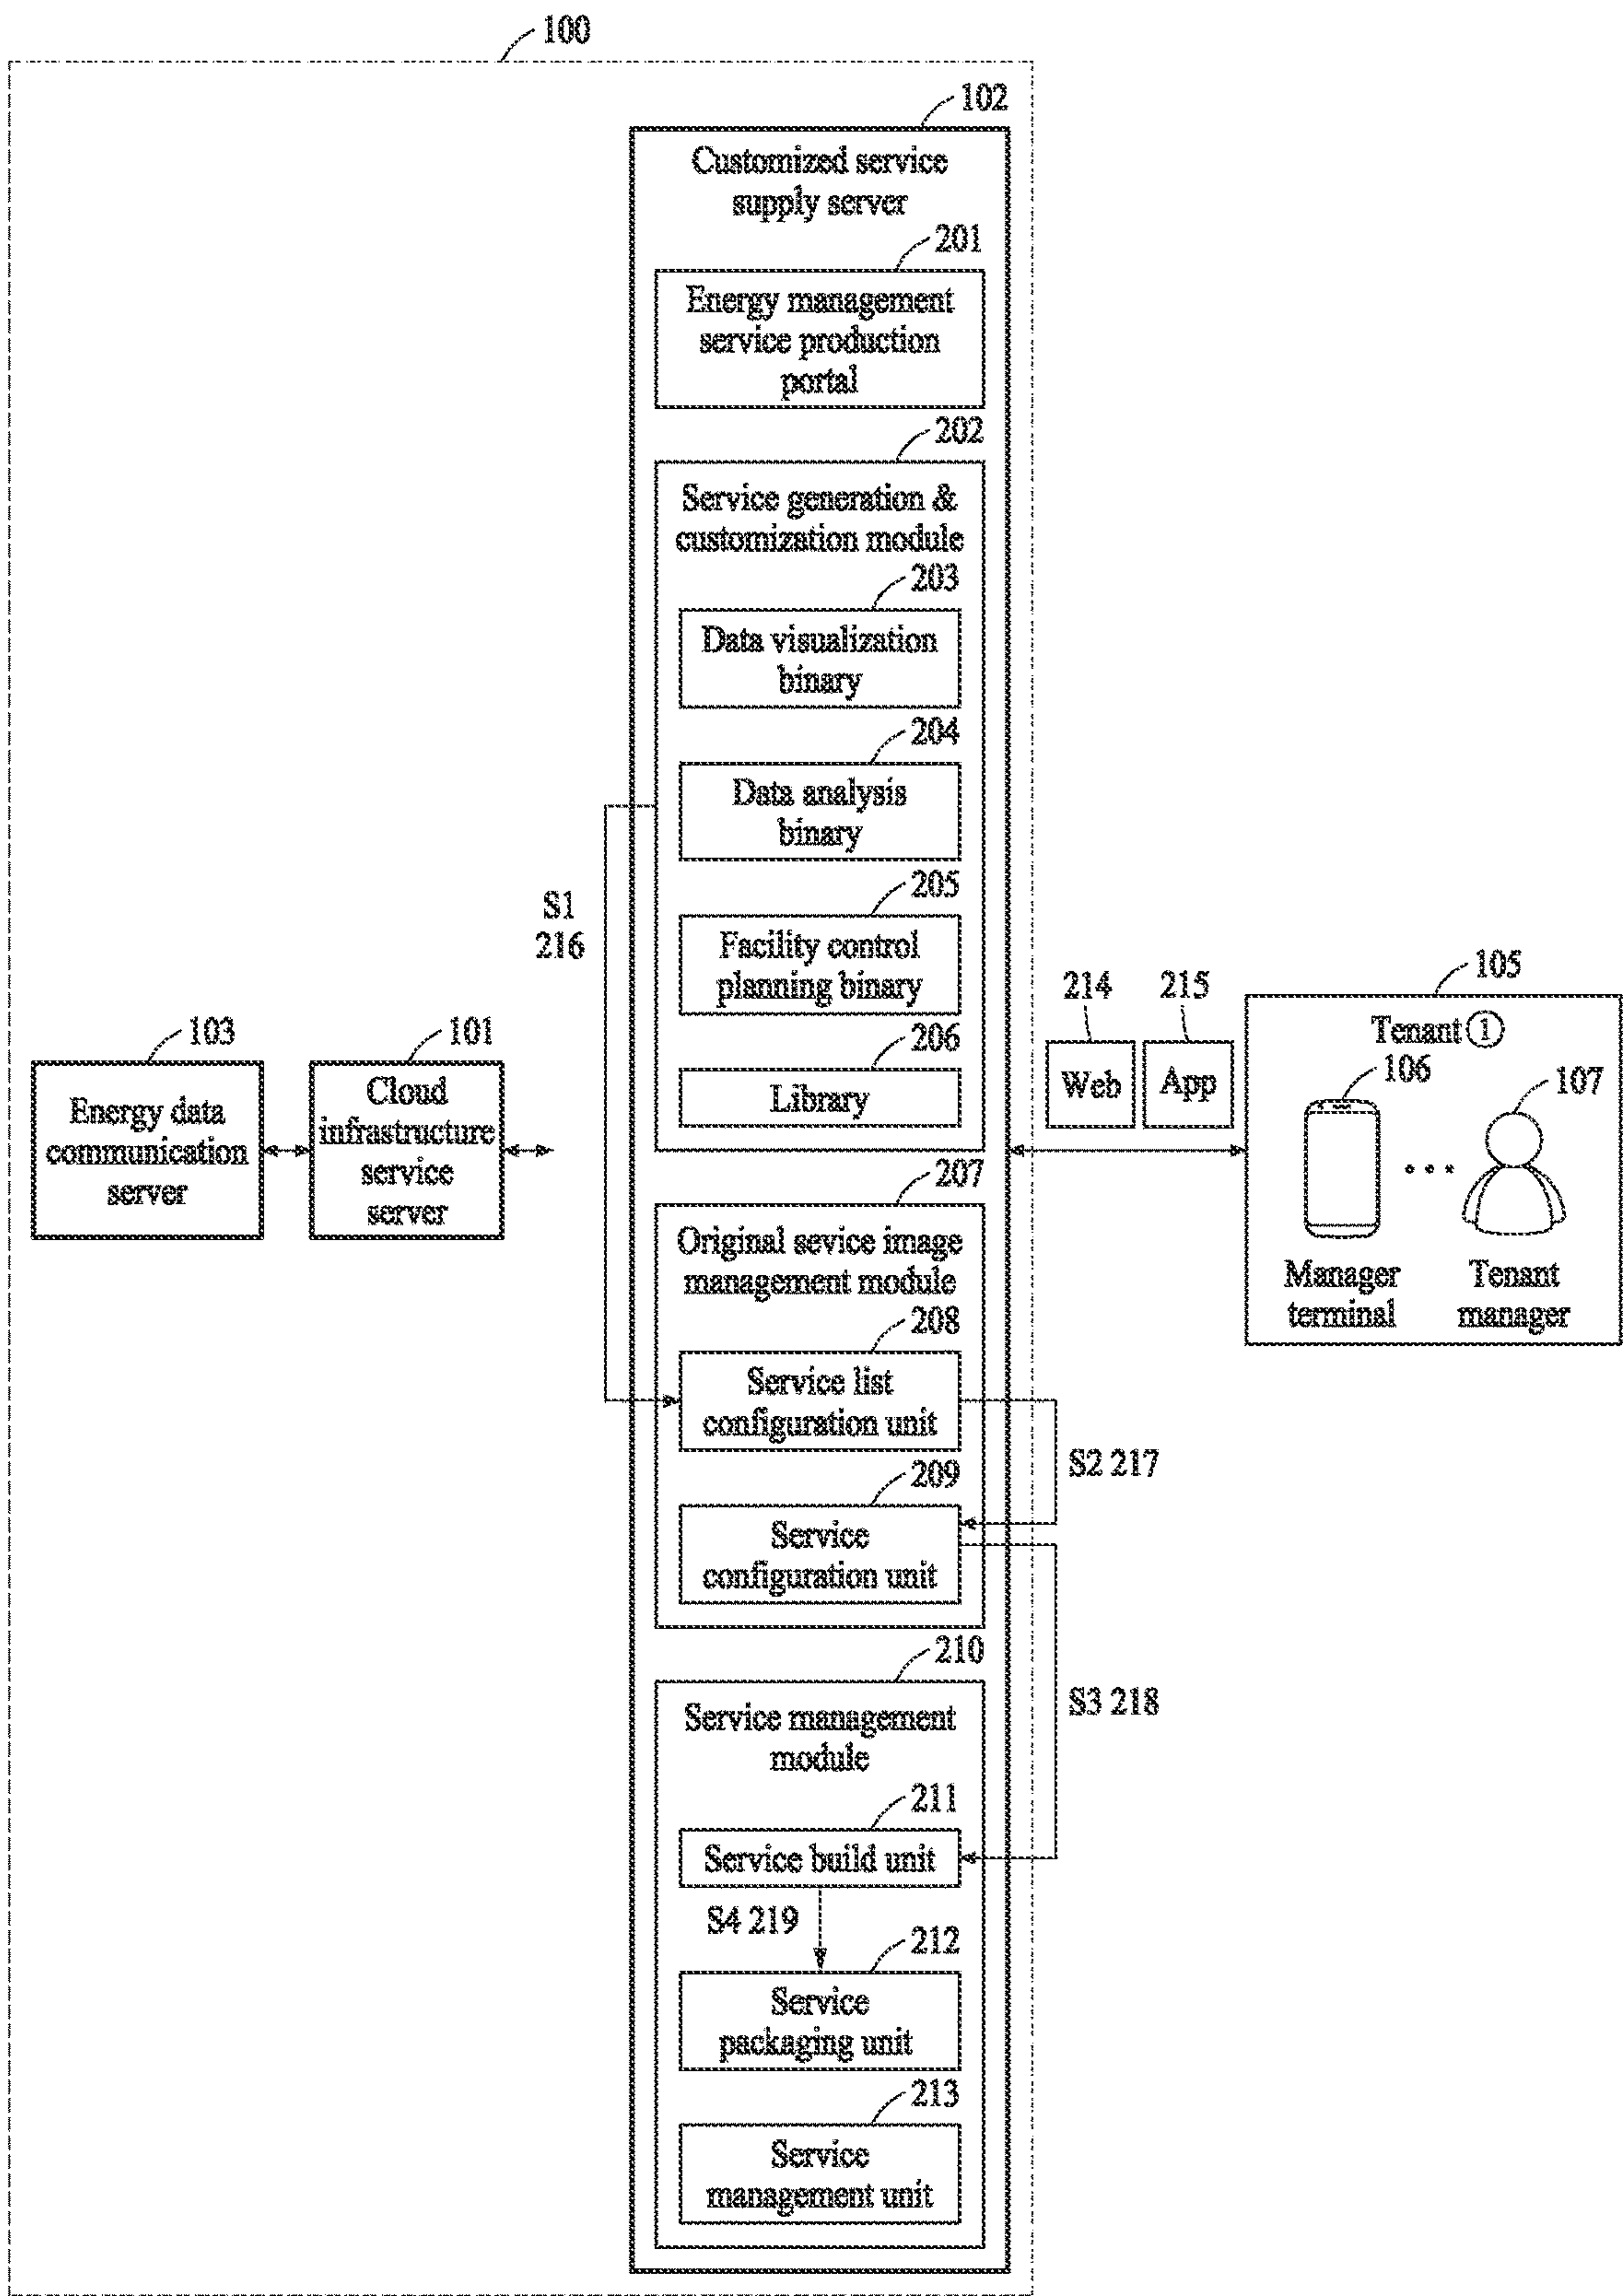 100
102
Customized service
supply server
201
Energy management
service production
portal
202
Service generation &
customization module
203
Data visualization
binary
204
Data analysis
binary
205
Facility control
planning binary
206
Library
S1
216
103
Energy data
communication
server
101
Cloud
infrastructure
service
server
207
Original sevice image
management module
208
Service list
configuration unit
209
Service
configuration unit
S2 217
S3 218
210
Service management
module
211
Service build unit
S4 219
212
Service
packaging unit
213
Service
management unit
214
Web
215
App
105
Tenant ①
106
Manager
terminal
107
Tenant
manager